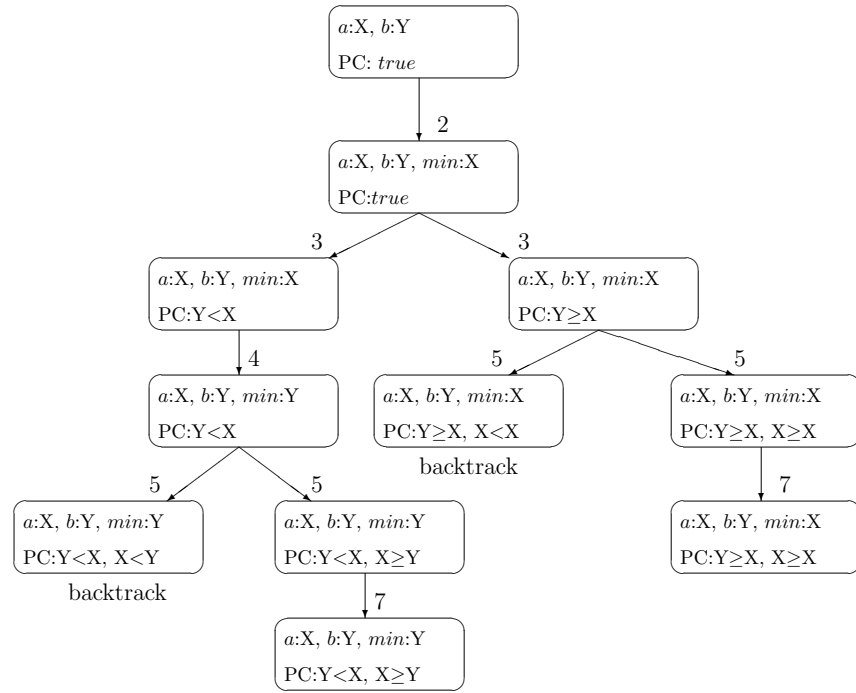 a:X, b:Y
PC: true
2
a:X, b:Y, min:X
PC:true
3
3
a:X, b:Y, min:X
PC:Y<X
a:X, b:Y, min:X
PC:Y≥X
4
5
5
a:X, b:Y, min:Y
PC:Y<X
a:X, b:Y, min:X
PC:Y≥X, X<X
backtrack
a:X, b:Y, min:X
PC:Y≥X, X≥X
5
5
7
a:X, b:Y, min:Y
PC:Y<X, X<Y
backtrack
a:X, b:Y, min:Y
PC:Y<X, X≥Y
a:X, b:Y, min:X
PC:Y≥X, X≥X
7
a:X, b:Y, min:Y
PC:Y<X, X≥Y